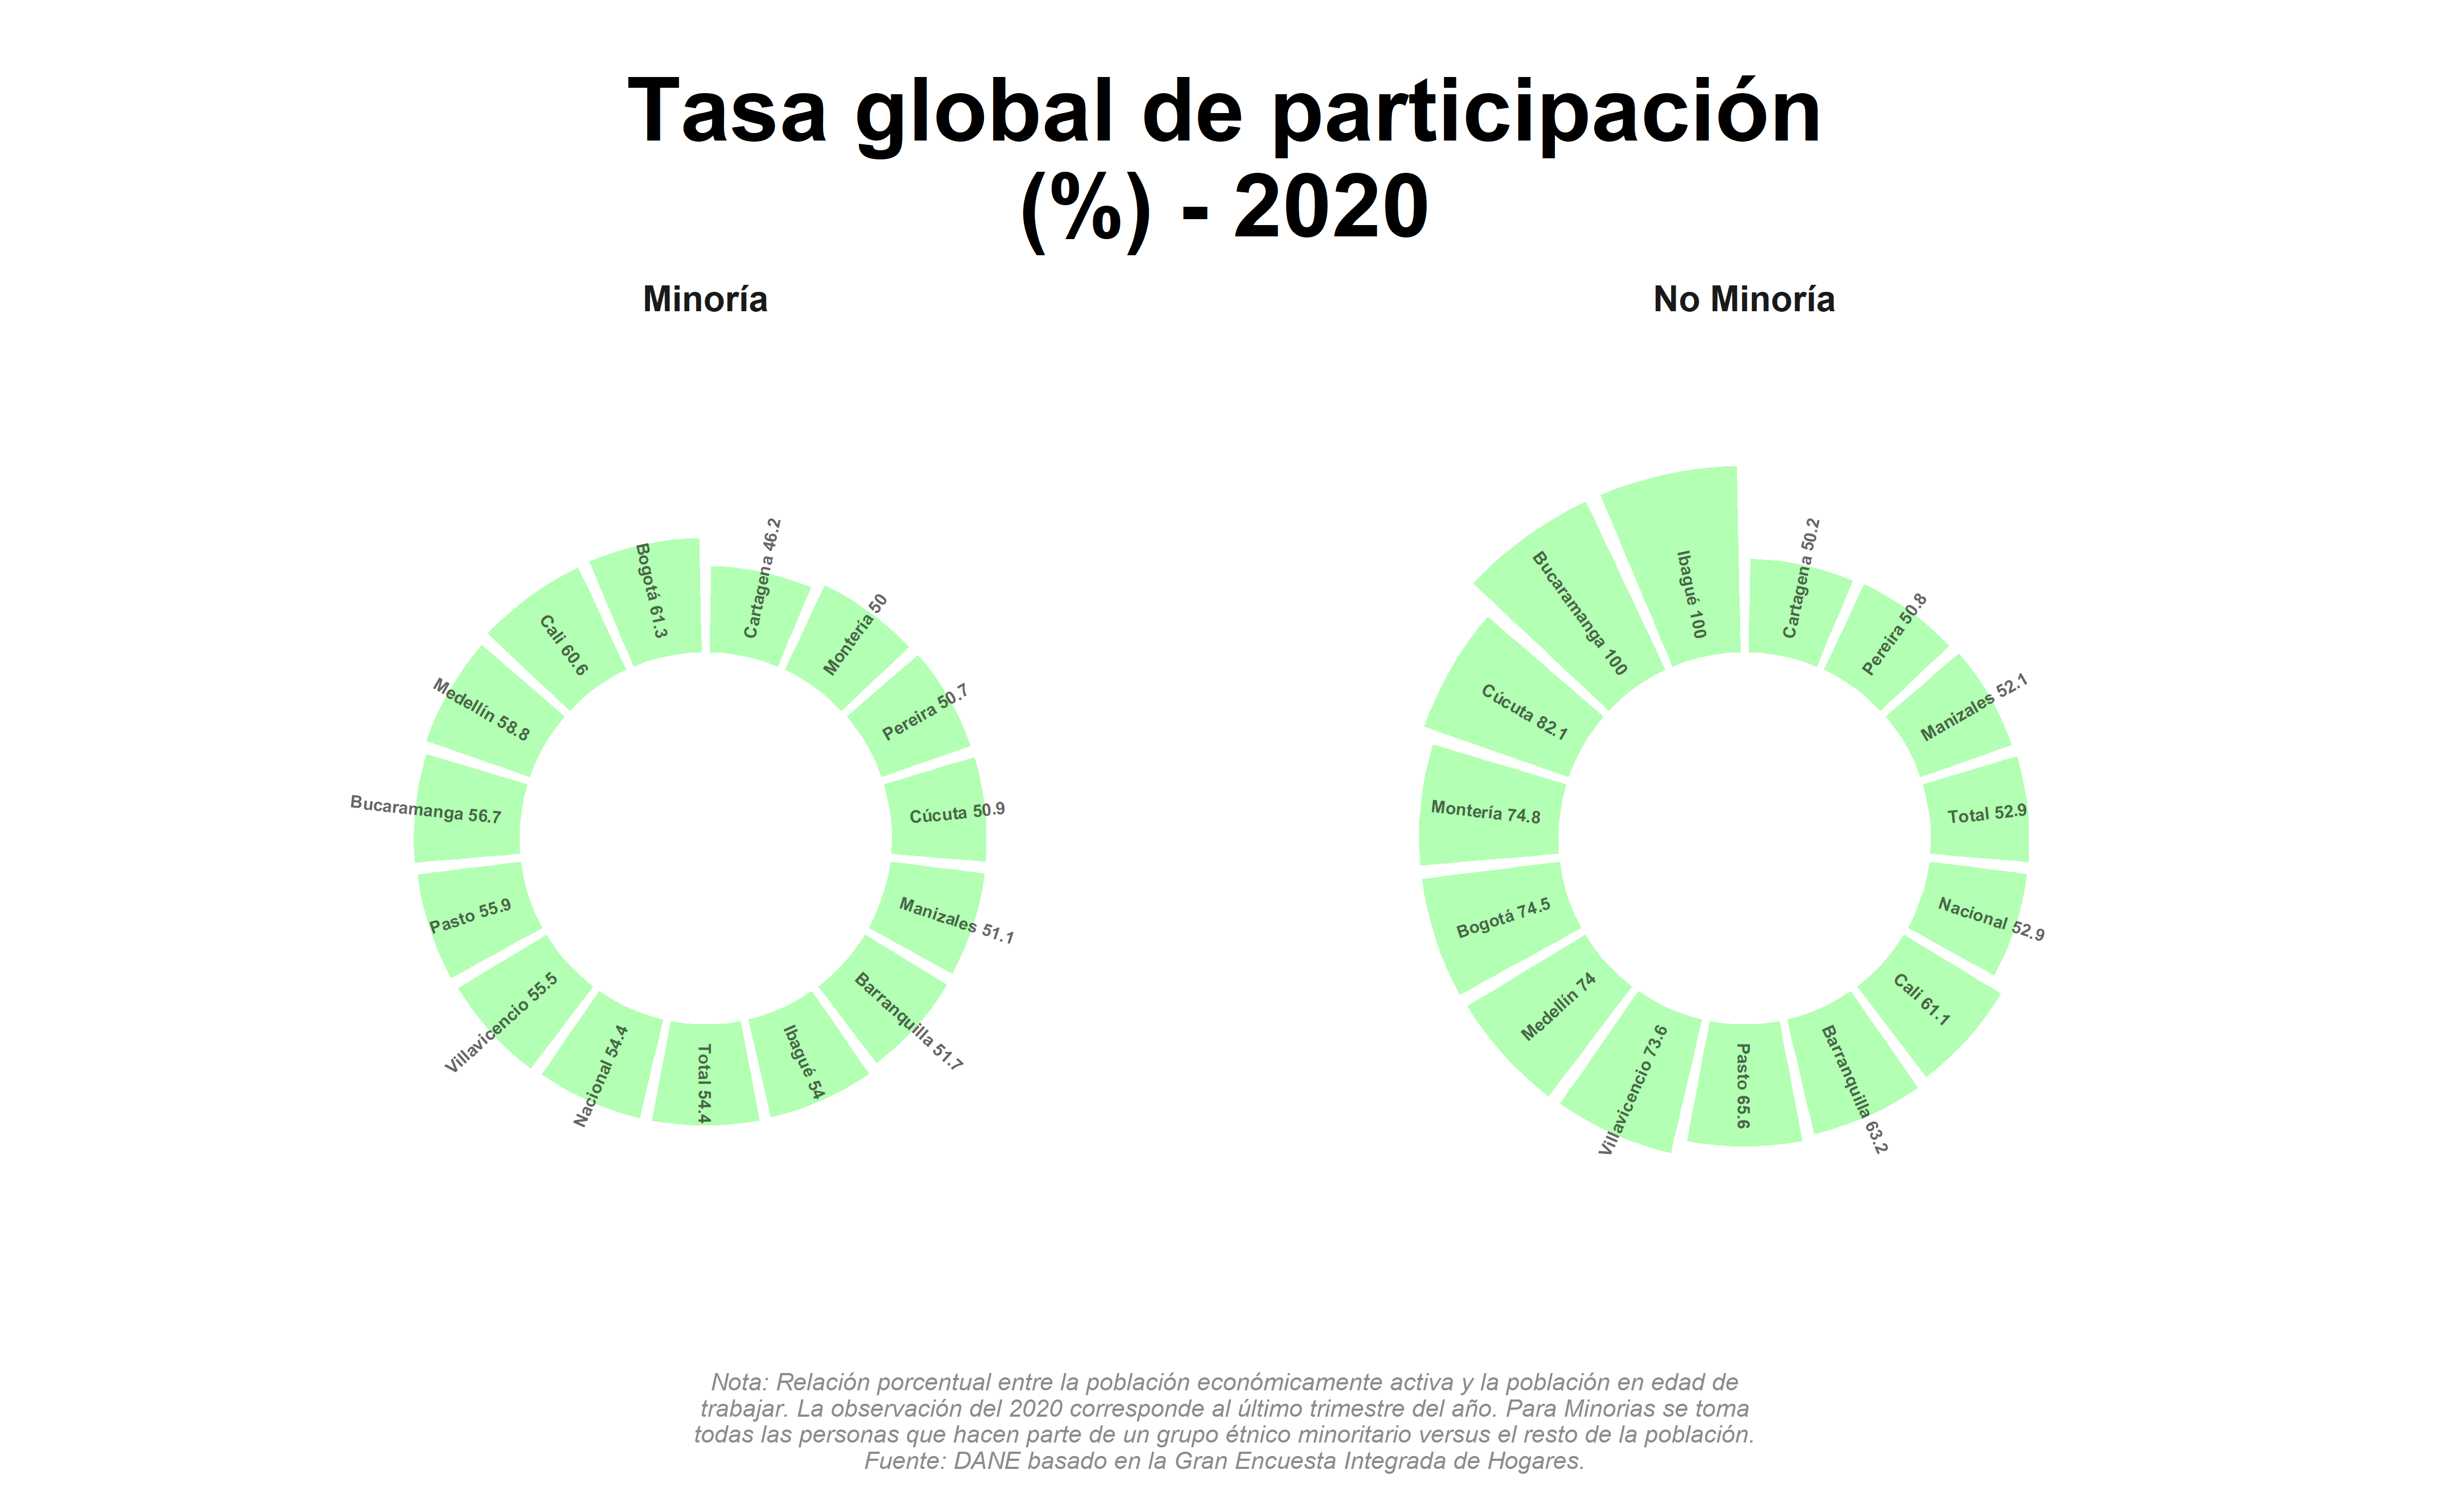 Tasa global de participación
(%) - 2020
Minoría
Cartagena 46.2
Montería 50
Pereira 50.7
Cúcuta 50.9
Manizales 51.1
Barranquilla 51.7
Ibagué 54
Total 54.4
Nacional 54.4
Villavicencio 55.5
Pasto 55.9
Bucaramanga 56.7
Medellín 58.8
Cali 60.6
Bogotá 61.3
No Minoría
Cartagena 50.2
Pereira 50.8
Manizales 52.1
Total 52.9
Nacional 52.9
Cali 61.1
Barranquilla 63.2
Pasto 65.6
Villavicencio 73.6
Medellín 74
Bogotá 74.5
Montería 74.8
Cúcuta 82.1
Bucaramanga 100
Ibagué 100
Nota: Relación porcentual entre la población económicamente activa y la población en edad de
trabajar. La observación del 2020 corresponde al último trimestre del año. Para Minorias se toma
todas las personas que hacen parte de un grupo étnico minoritario versus el resto de la población.
Fuente: DANE basado en la Gran Encuesta Integrada de Hogares.